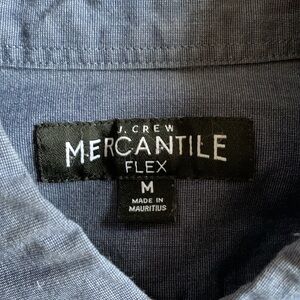 J.CREW
MERCANTILE
FLEX
M
MADE IN
MAURITIUS